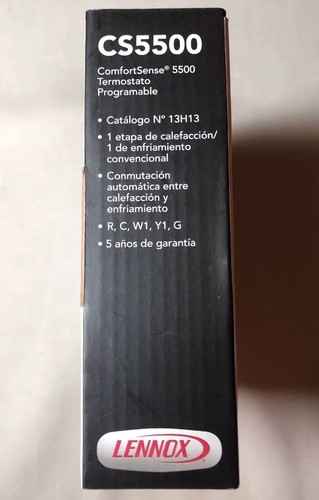 CS5500
ComfortSense® 5500
Termostato
Programable
• Catálogo N° 13H13
• 1 etapa de calefacción/
1 de enfriamiento
convencional
• Conmutación
automática entre
calefacción y
enfriamiento
• R, C, W1, Y1, G
• 5 años de garantía
LENNOX